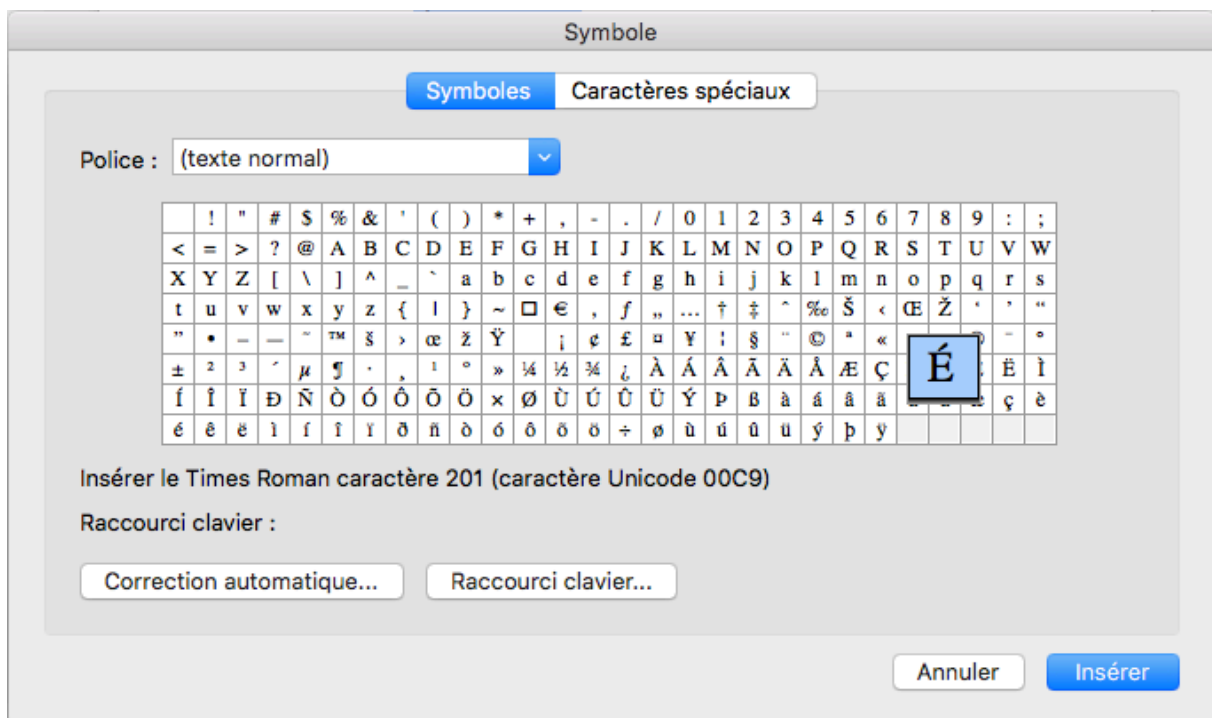 Symbole
Symboles Caractères spéciaux
Police : (texte normal)
! " # $ % & ' ( ) * + , - . / 0 1 2 3 4 5 6 7 8 9 : ;
< = > ? @ A B C D E F G H I J K L M N O P Q R S T U V W
X Y Z [ \ ] ^ _ ` a b c d e f g h i j k l m n o p q r s
t u v w x y z { | } ~ □ € ‚ ƒ „ … † ‡ ˆ ‰ Š ‹ Œ Ž ‘ ’ “
” • – — ˜ ™ š › œ ž Ÿ ¡ ¢ £ ¤ ¥ ¦ § ¨ © ª « ¯ °
± ² ³ ´ µ ¶ · ¸ ¹ º » ¼ ½ ¾ ¿ À Á Â Ã Ä Å Æ Ç É Ë Ì
Í Î Ï Ð Ñ Ò Ó Ô Õ Ö × Ø Ù Ú Û Ü Ý Þ ß à á â ã ç è
é ê ë ì í î ï ð ñ ò ó ô õ ö ÷ ø ù ú û ü ý þ ÿ
Insérer le Times Roman caractère 201 (caractère Unicode 00C9)
Raccourci clavier :
Correction automatique... Raccourci clavier...
Annuler Insérer